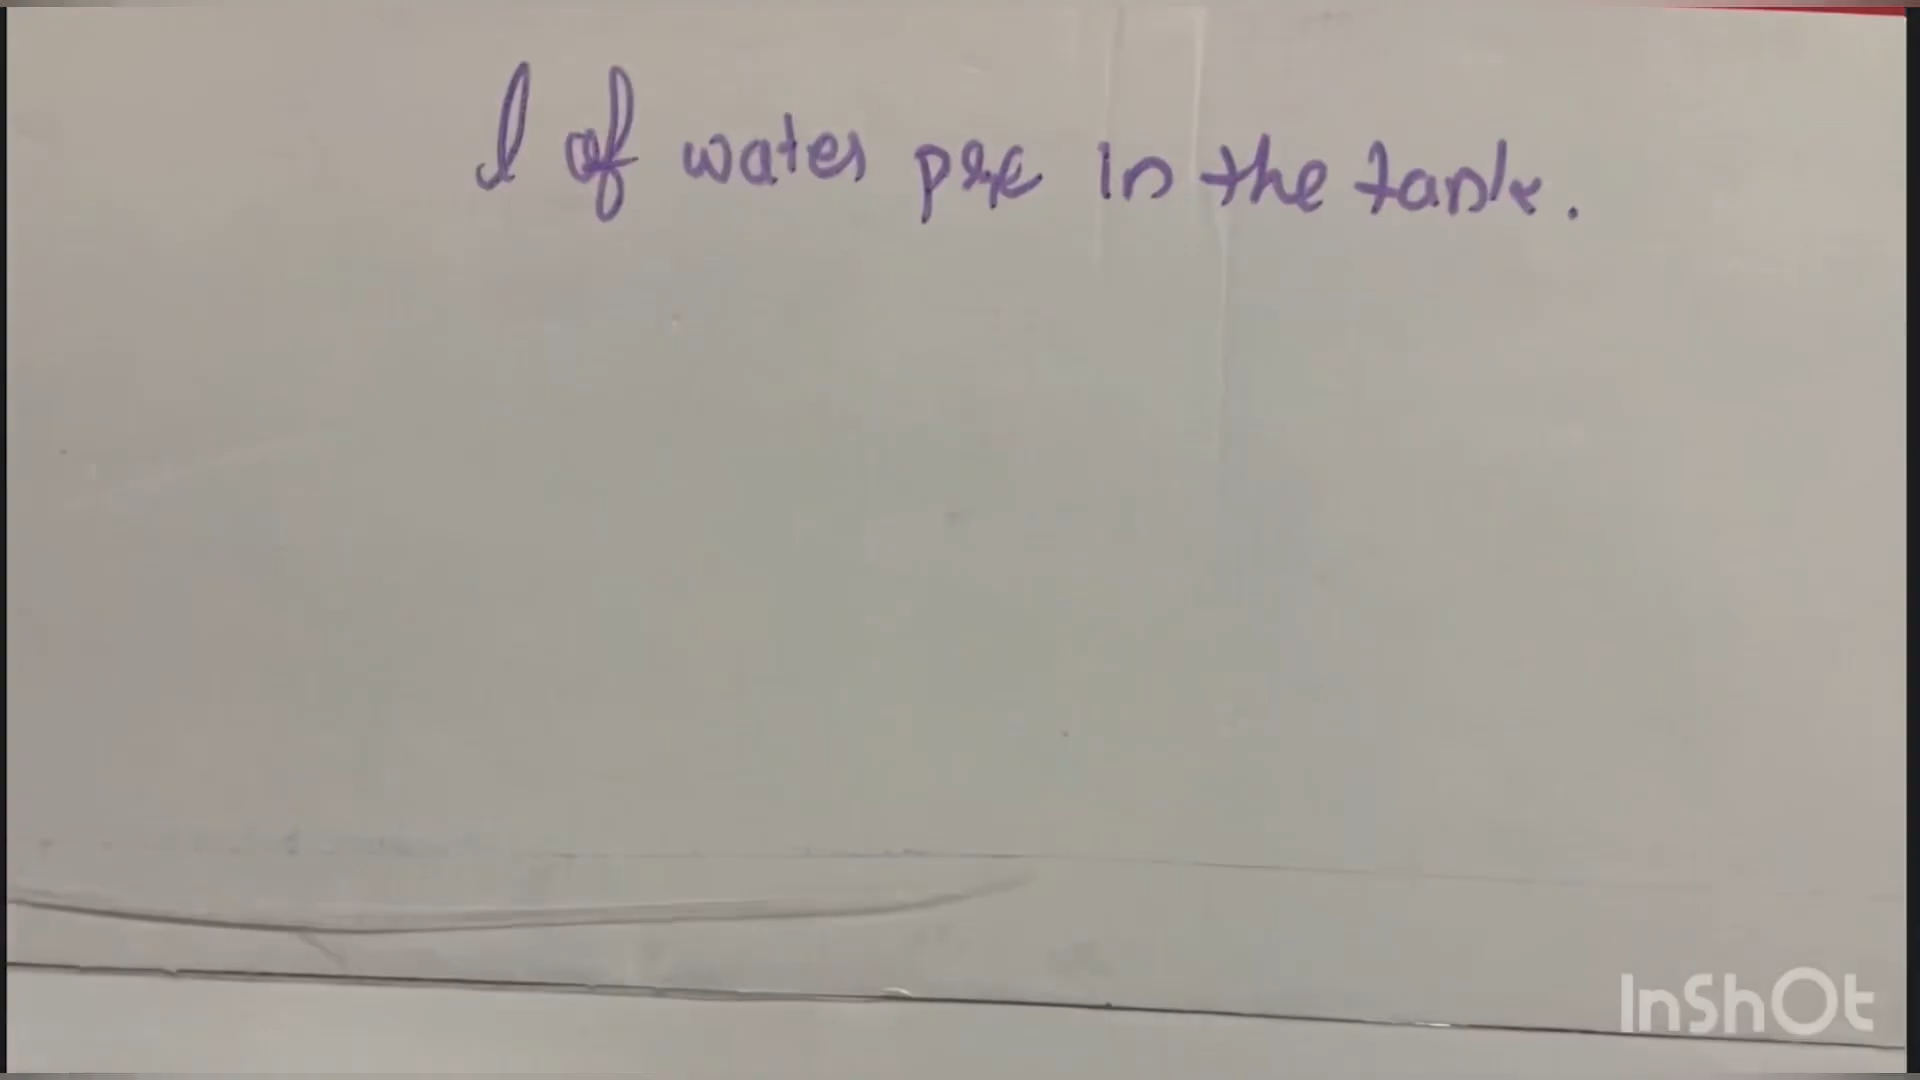 l of water pre in the tank.
InShOt